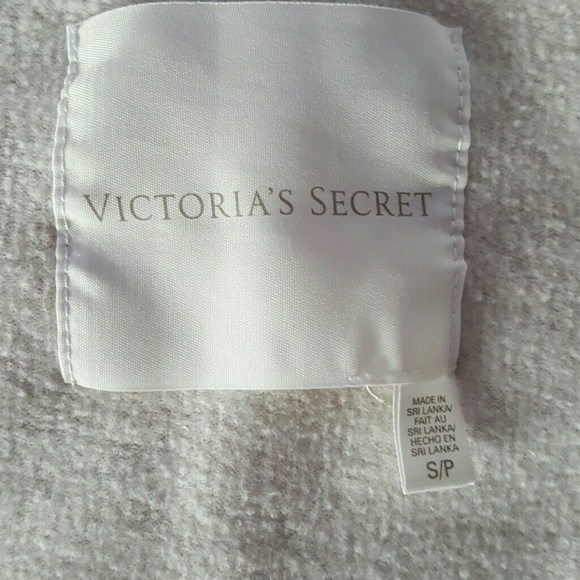 VICTORIA'S SECRET
MADE IN
SRI LANKA/
FAIT AU
SRI LANKA/
HECHO EN
SRI LANKA
S/P